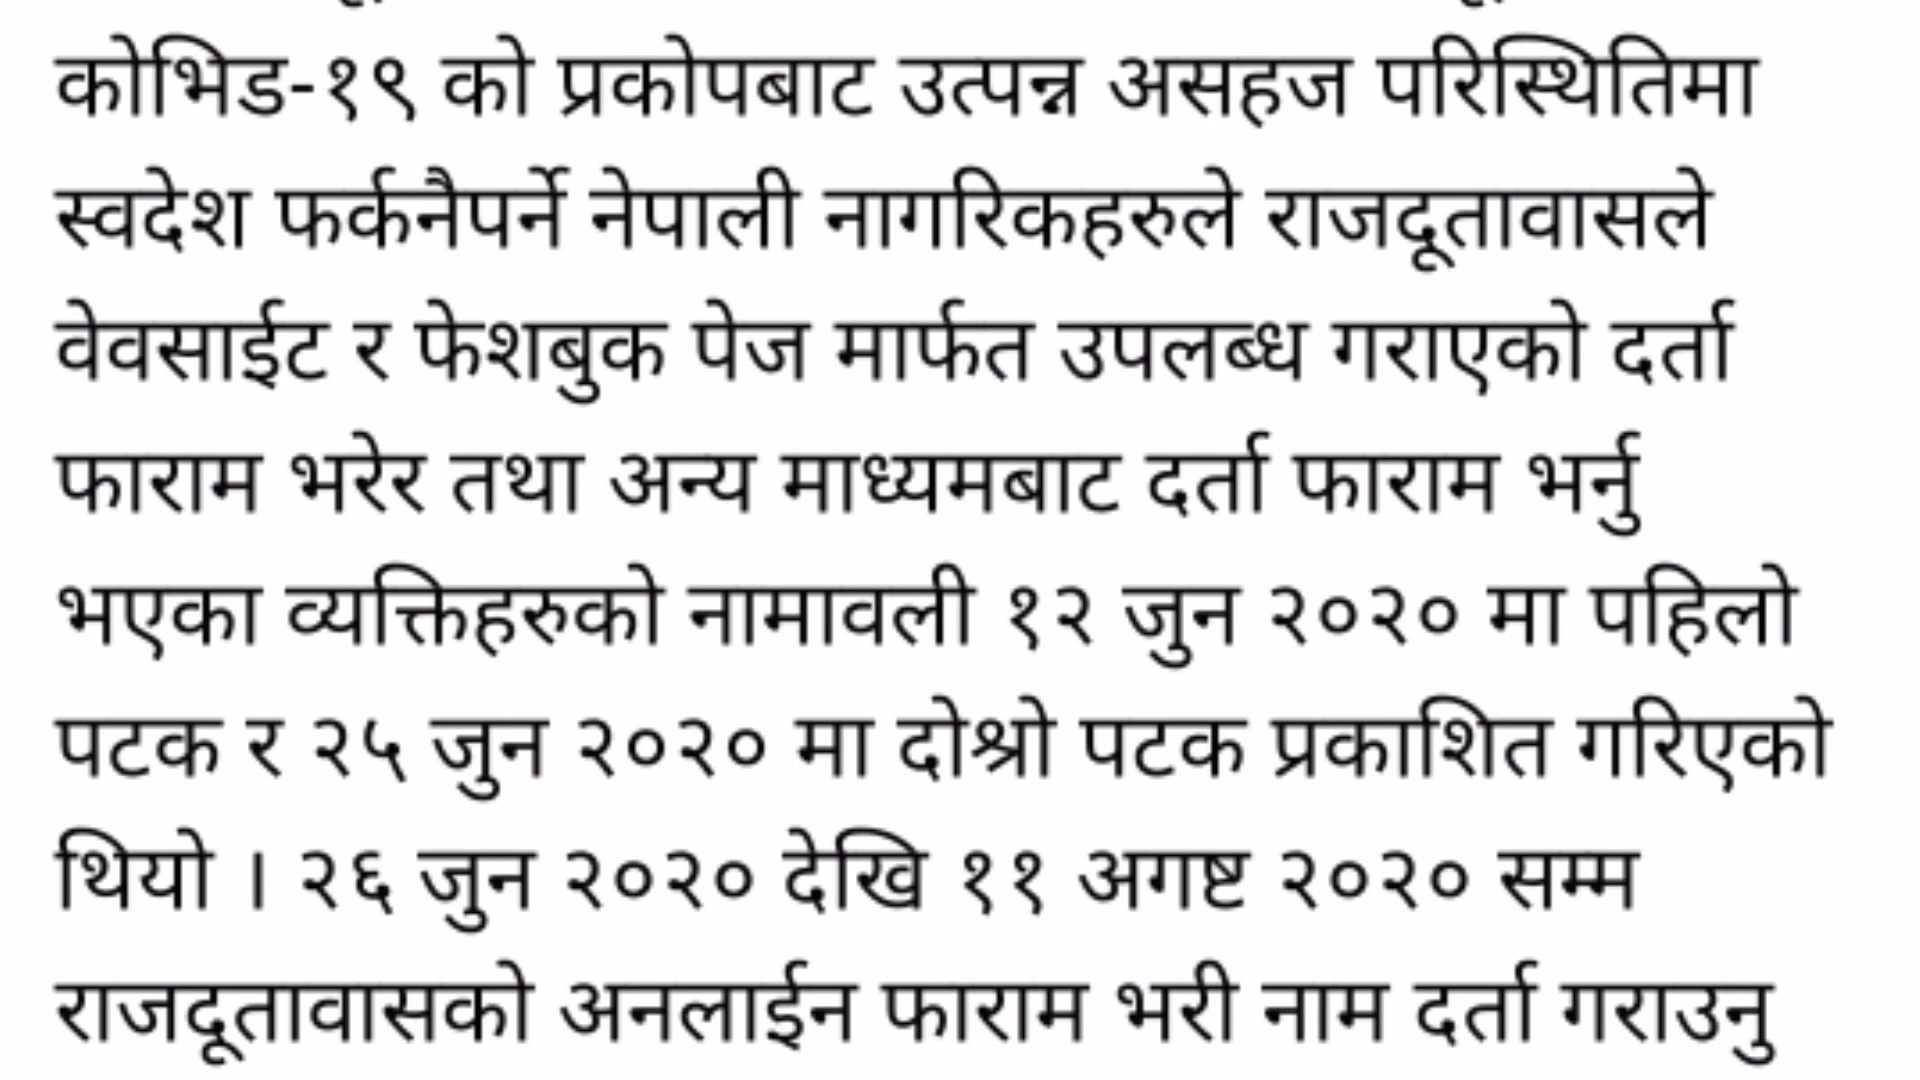 कोभिड-१९ को प्रकोपबाट उत्पन्न असहज परिस्थितिमा
स्वदेश फर्कनैपर्ने नेपाली नागरिकहरुले राजदूतावासले
वेवसाईट र फेशबुक पेज मार्फत उपलब्ध गराएको दर्ता
फाराम भरेर तथा अन्य माध्यमबाट दर्ता फाराम भर्नु
भएका व्यक्तिहरुको नामावली १२ जुन २०२० मा पहिलो
पटक र २५ जुन २०२० मा दोश्रो पटक प्रकाशित गरिएको
थियो । २६ जुन २०२० देखि ११ अगष्ट २०२० सम्म
राजदूतावासको अनलाईन फाराम भरी नाम दर्ता गराउनु